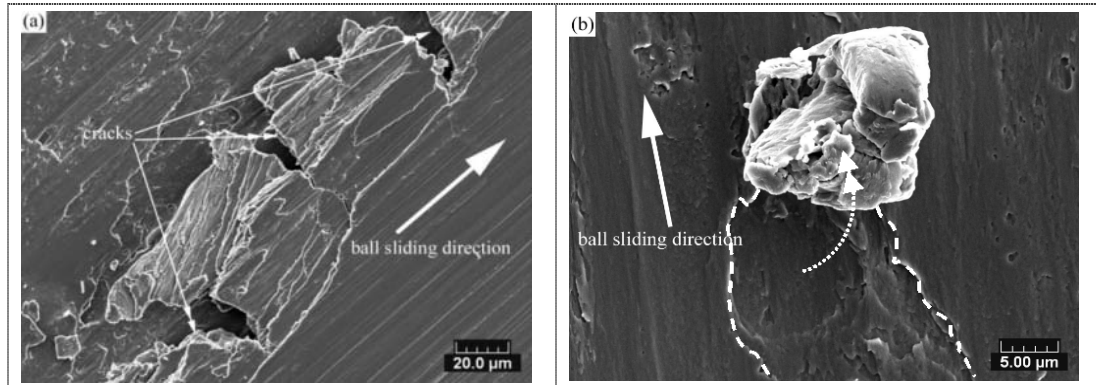 (a)
cracks
ball sliding direction
20.0 µm
(b)
ball sliding direction
5.00 µm